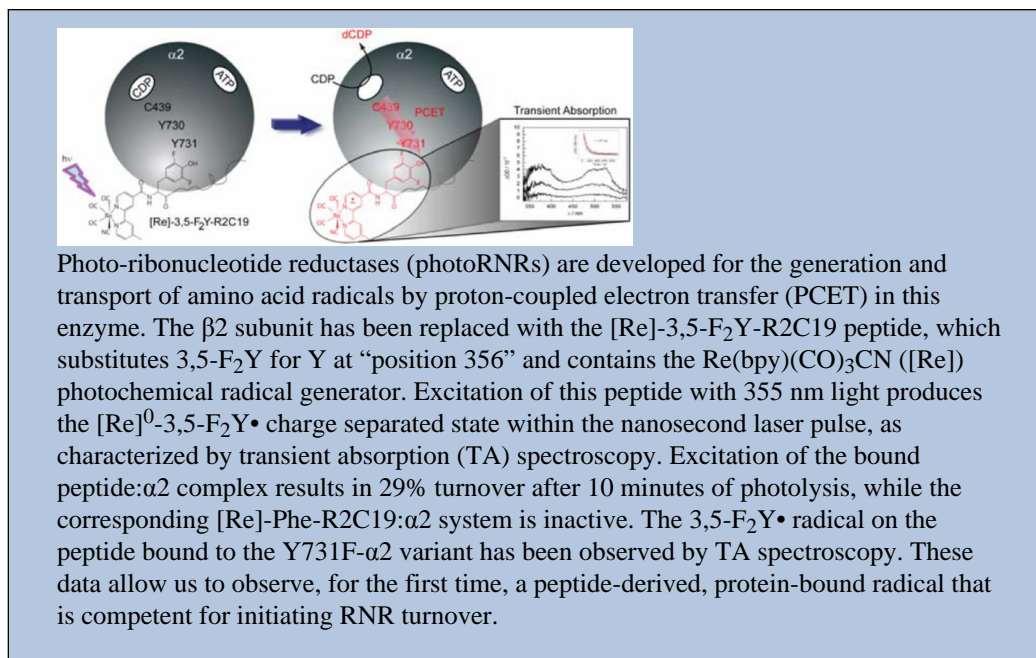 α2
α2
dCDP
CDP
ATP
CDP
ATP
C439
C439
PCET
Transient Absorption
Y730
Y730
Y731
Y731
hν
F
OH
F
N
H
O
O
OC
OC
Re
NC
CO
[Re]-3,5-F₂Y-R2C19
λ / nm
Photo-ribonucleotide reductases (photoRNRs) are developed for the generation and
transport of amino acid radicals by proton-coupled electron transfer (PCET) in this
enzyme. The β2 subunit has been replaced with the [Re]-3,5-F₂Y-R2C19 peptide, which
substitutes 3,5-F₂Y for Y at “position 356” and contains the Re(bpy)(CO)₃CN ([Re])
photochemical radical generator. Excitation of this peptide with 355 nm light produces
the [Re]⁰-3,5-F₂Y• charge separated state within the nanosecond laser pulse, as
characterized by transient absorption (TA) spectroscopy. Excitation of the bound
peptide:α2 complex results in 29% turnover after 10 minutes of photolysis, while the
corresponding [Re]-Phe-R2C19:α2 system is inactive. The 3,5-F₂Y• radical on the
peptide bound to the Y731F-α2 variant has been observed by TA spectroscopy. These
data allow us to observe, for the first time, a peptide-derived, protein-bound radical that
is competent for initiating RNR turnover.